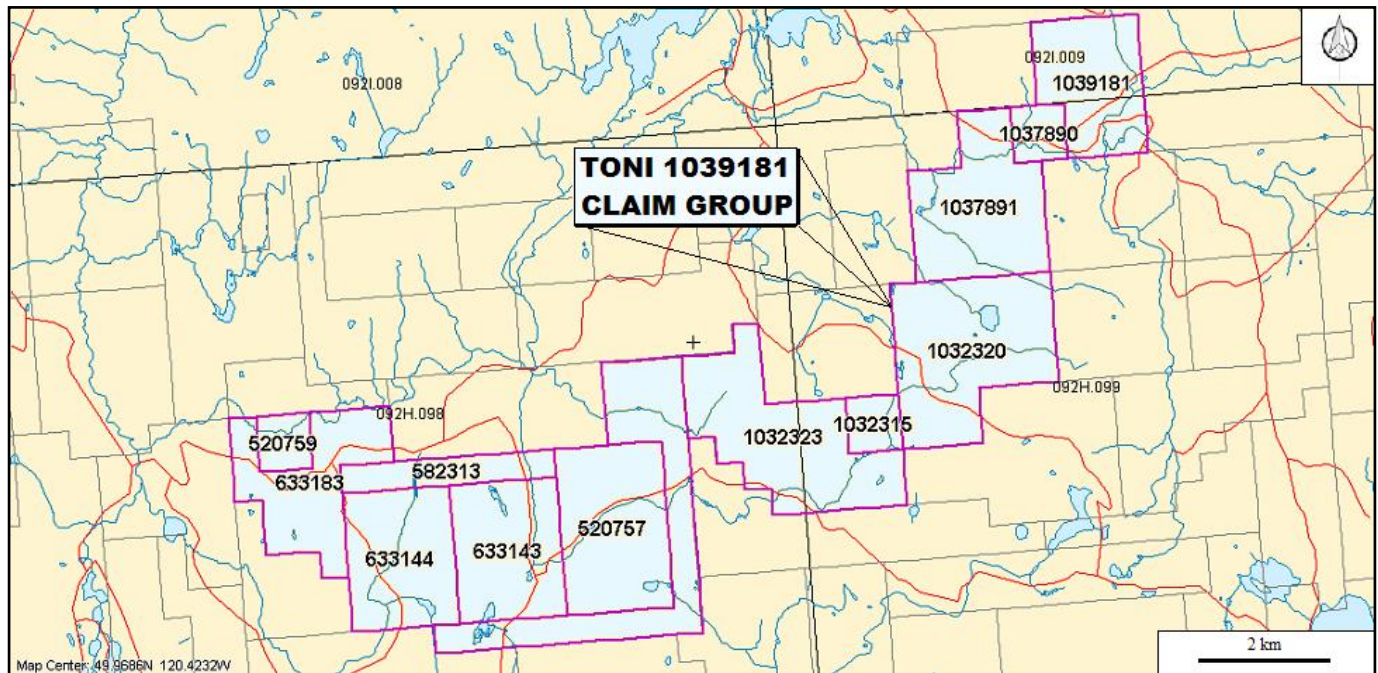 092I.008
092I.009
1039181
1037890
TONI 1039181
CLAIM GROUP
1037891
1032320
092H.099
092H.098
520759
1032323
1032315
633183
582313
520757
633144
633143
Map Center: 49.9686N 120.4232W
2 km